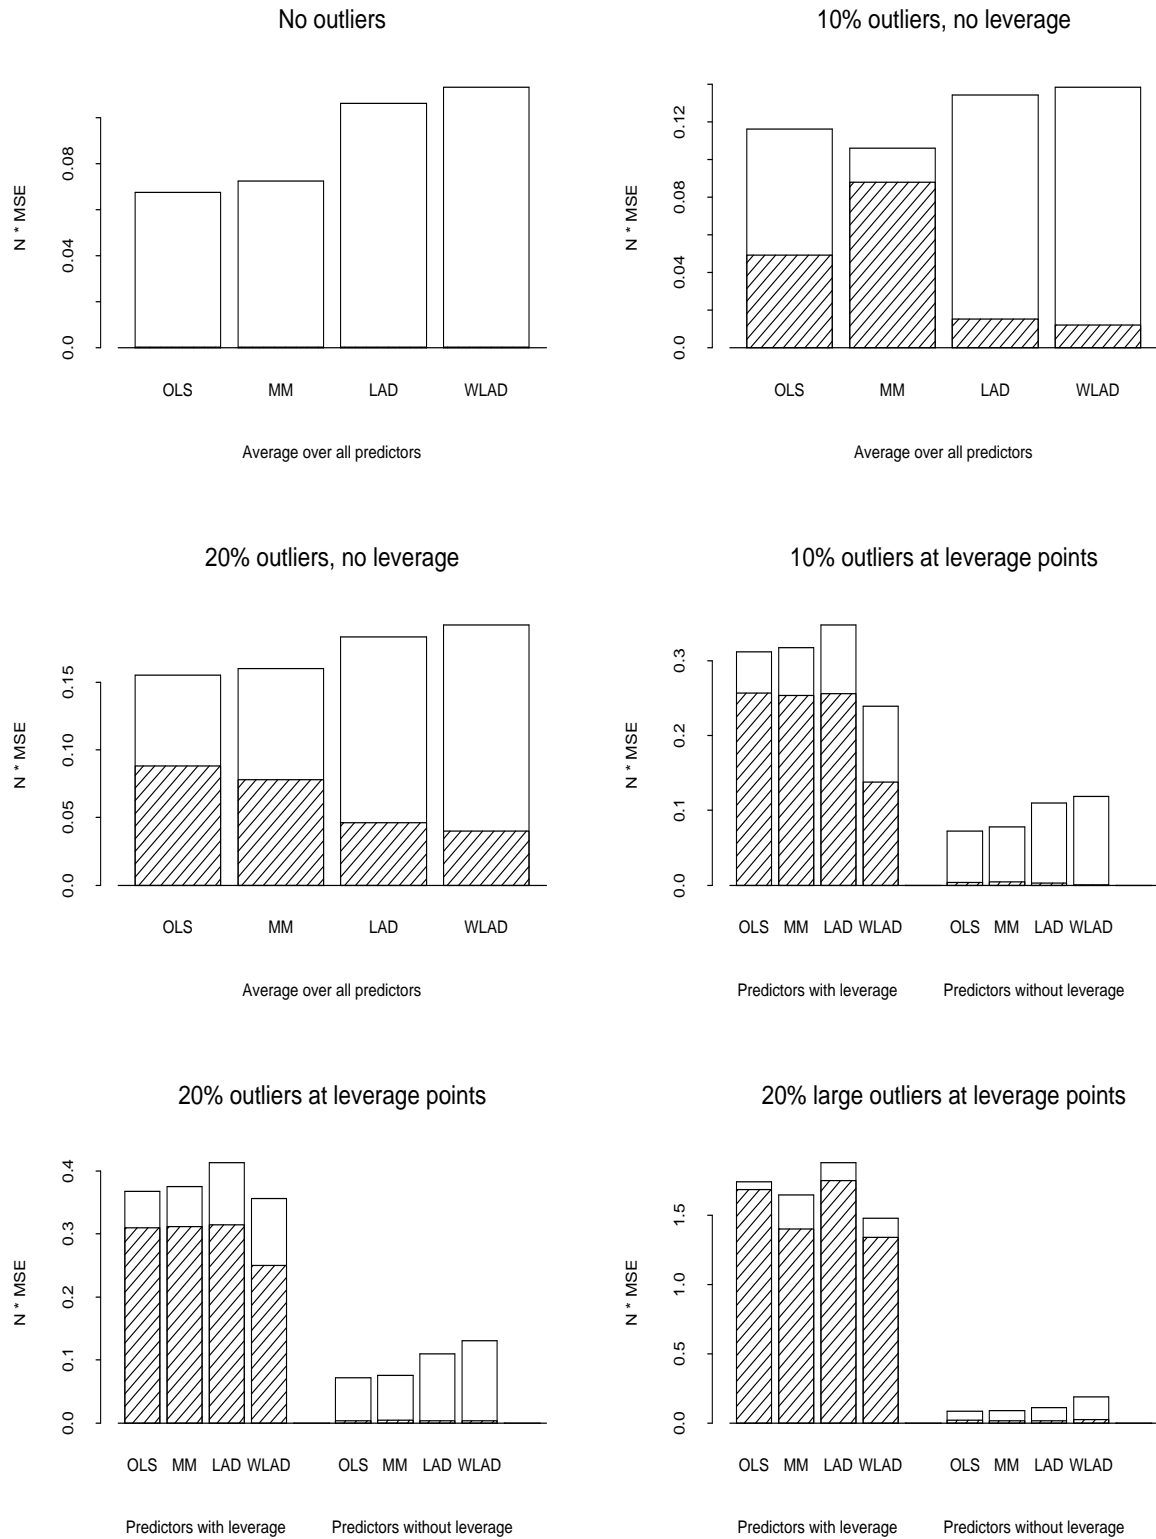 No outliers
N * MSE
0.0
0.04
0.08
OLS MM LAD WLAD
Average over all predictors
10% outliers, no leverage
N * MSE
0.0
0.04
0.08
0.12
OLS MM LAD WLAD
Average over all predictors
20% outliers, no leverage
N * MSE
0.0
0.05
0.10
0.15
OLS MM LAD WLAD
Average over all predictors
10% outliers at leverage points
N * MSE
0.0
0.1
0.2
0.3
OLS MM LAD WLAD OLS MM LAD WLAD
Predictors with leverage Predictors without leverage
20% outliers at leverage points
N * MSE
0.0
0.1
0.2
0.3
0.4
OLS MM LAD WLAD OLS MM LAD WLAD
Predictors with leverage Predictors without leverage
20% large outliers at leverage points
N * MSE
0.0
0.5
1.0
1.5
OLS MM LAD WLAD OLS MM LAD WLAD
Predictors with leverage Predictors without leverage